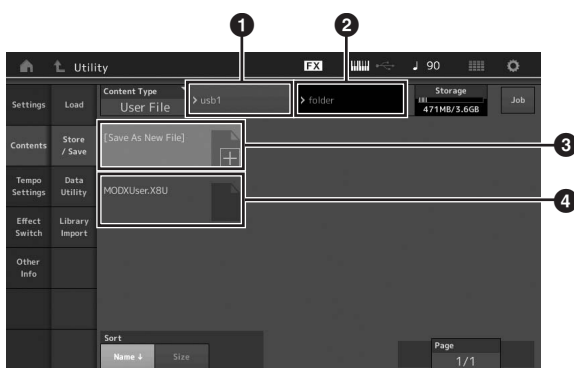 1 2
Utility FX 90
Settings Load Content Type User File > usb1 > folder Storage 471MB/3.6GB Job
Contents Store / Save [Save As New File] 3
Tempo Settings Data Utility MODXUser.X8U 4
Effect Switch Library Import
Other Info
Sort Page
Name ↓ Size 1/1